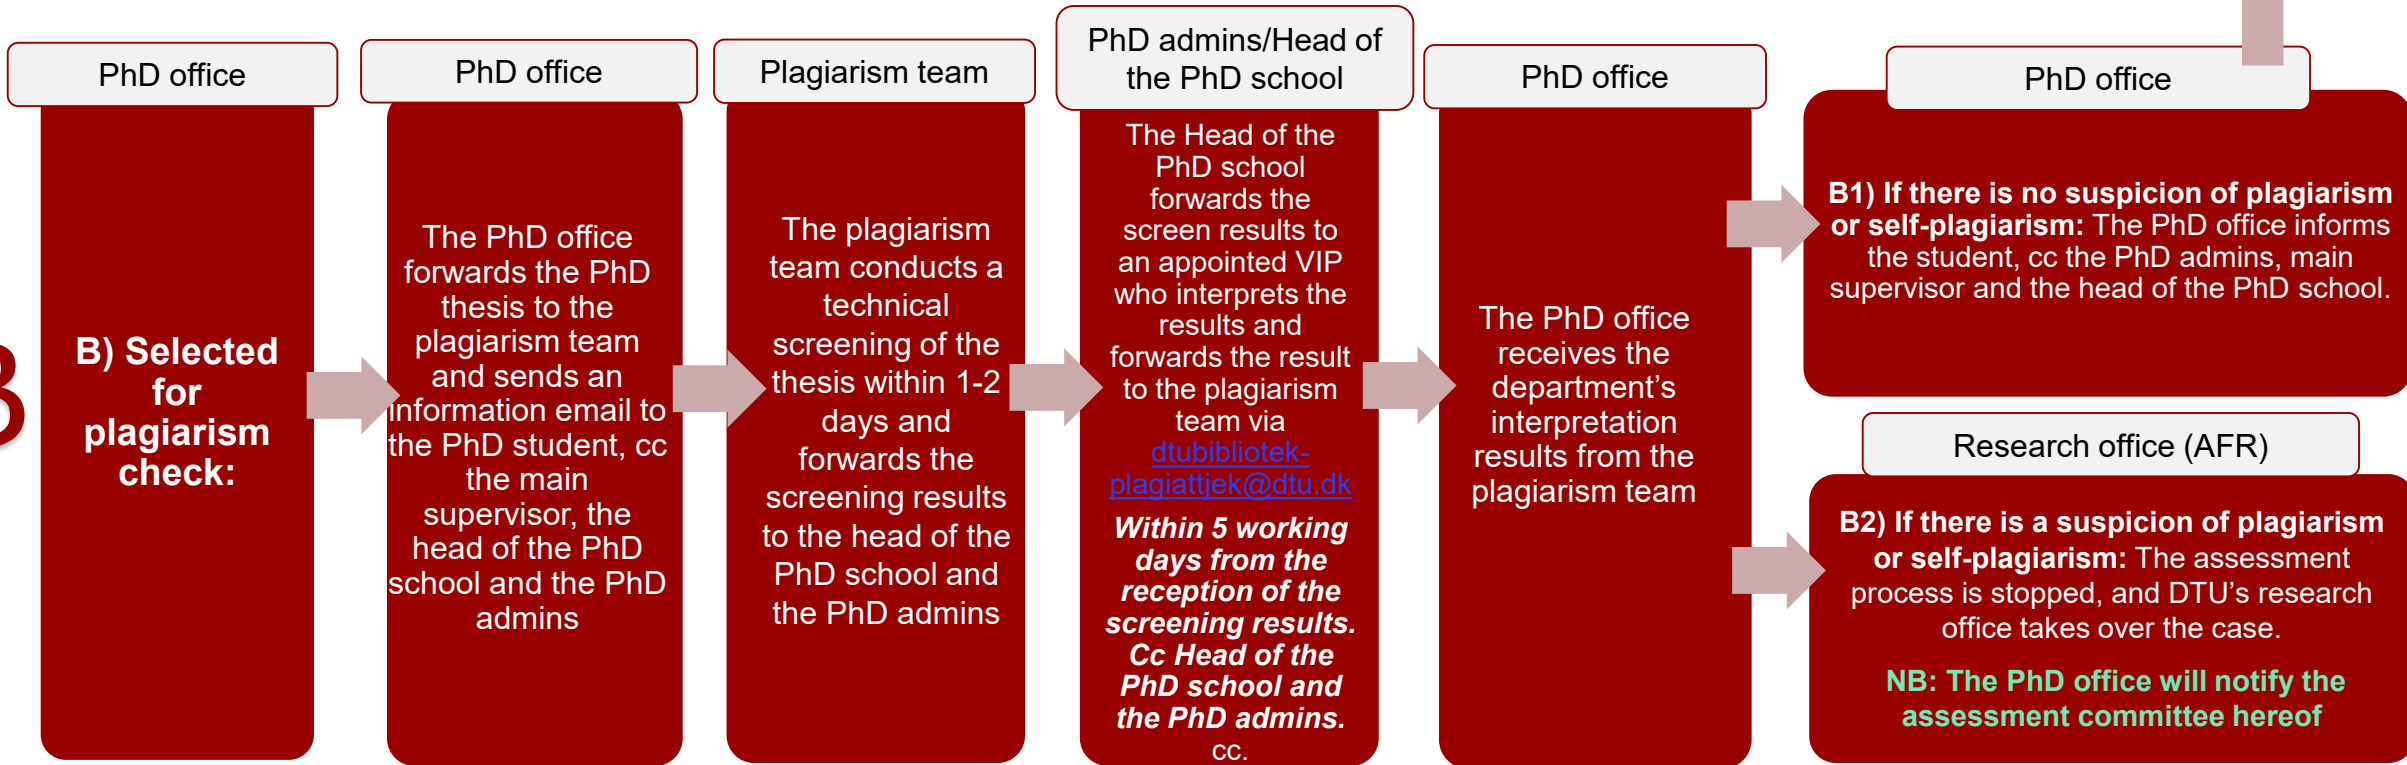 B
PhD office
B) Selected
for
plagiarism
check:
PhD office
The PhD office
forwards the PhD
thesis to the
plagiarism team
and sends an
information email to
the PhD student, cc
the main
supervisor, the
head of the PhD
school and the PhD
admins
Plagiarism team
The plagiarism
team conducts a
technical
screening of the
thesis within 1-2
days and
forwards the
screening results
to the head of the
PhD school and
the PhD admins
PhD admins/Head of
the PhD school
The Head of the
PhD school
forwards the
screen results to
an appointed VIP
who interprets the
results and
forwards the result
to the plagiarism
team via
dtubibliotek-
plagiattjek@dtu.dk
Within 5 working
days from the
reception of the
screening results.
Cc Head of the
PhD school and
the PhD admins.
cc.
PhD office
The PhD office
receives the
department’s
interpretation
results from the
plagiarism team
PhD office
B1) If there is no suspicion of plagiarism
or self-plagiarism: The PhD office informs
the student, cc the PhD admins, main
supervisor and the head of the PhD school.
Research office (AFR)
B2) If there is a suspicion of plagiarism
or self-plagiarism: The assessment
process is stopped, and DTU’s research
office takes over the case.
NB: The PhD office will notify the
assessment committee hereof